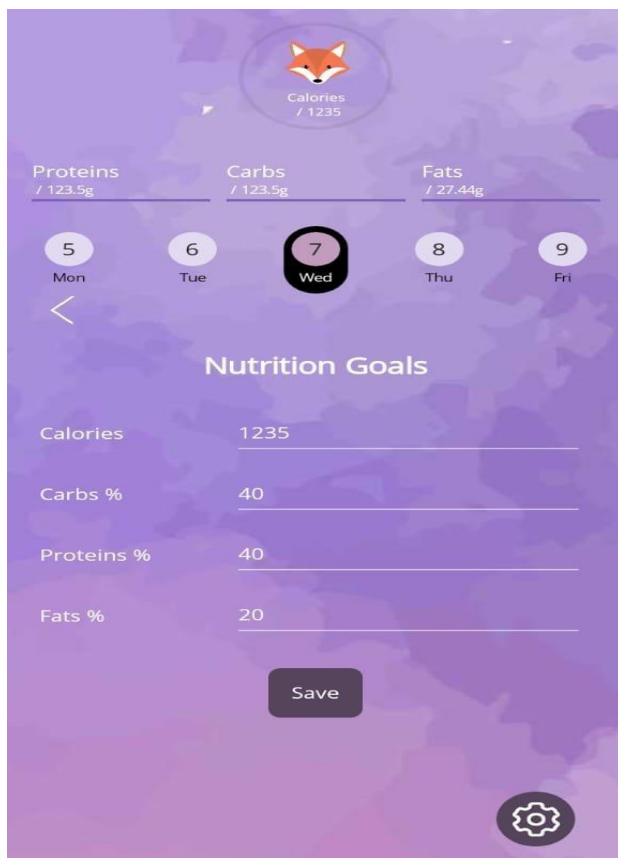 Calories
/ 1235
Proteins Carbs Fats
/ 123.5g / 123.5g / 27.44g
5 6 7 8 9
Mon Tue Wed Thu Fri
Nutrition Goals
Calories 1235
Carbs % 40
Proteins % 40
Fats % 20
Save